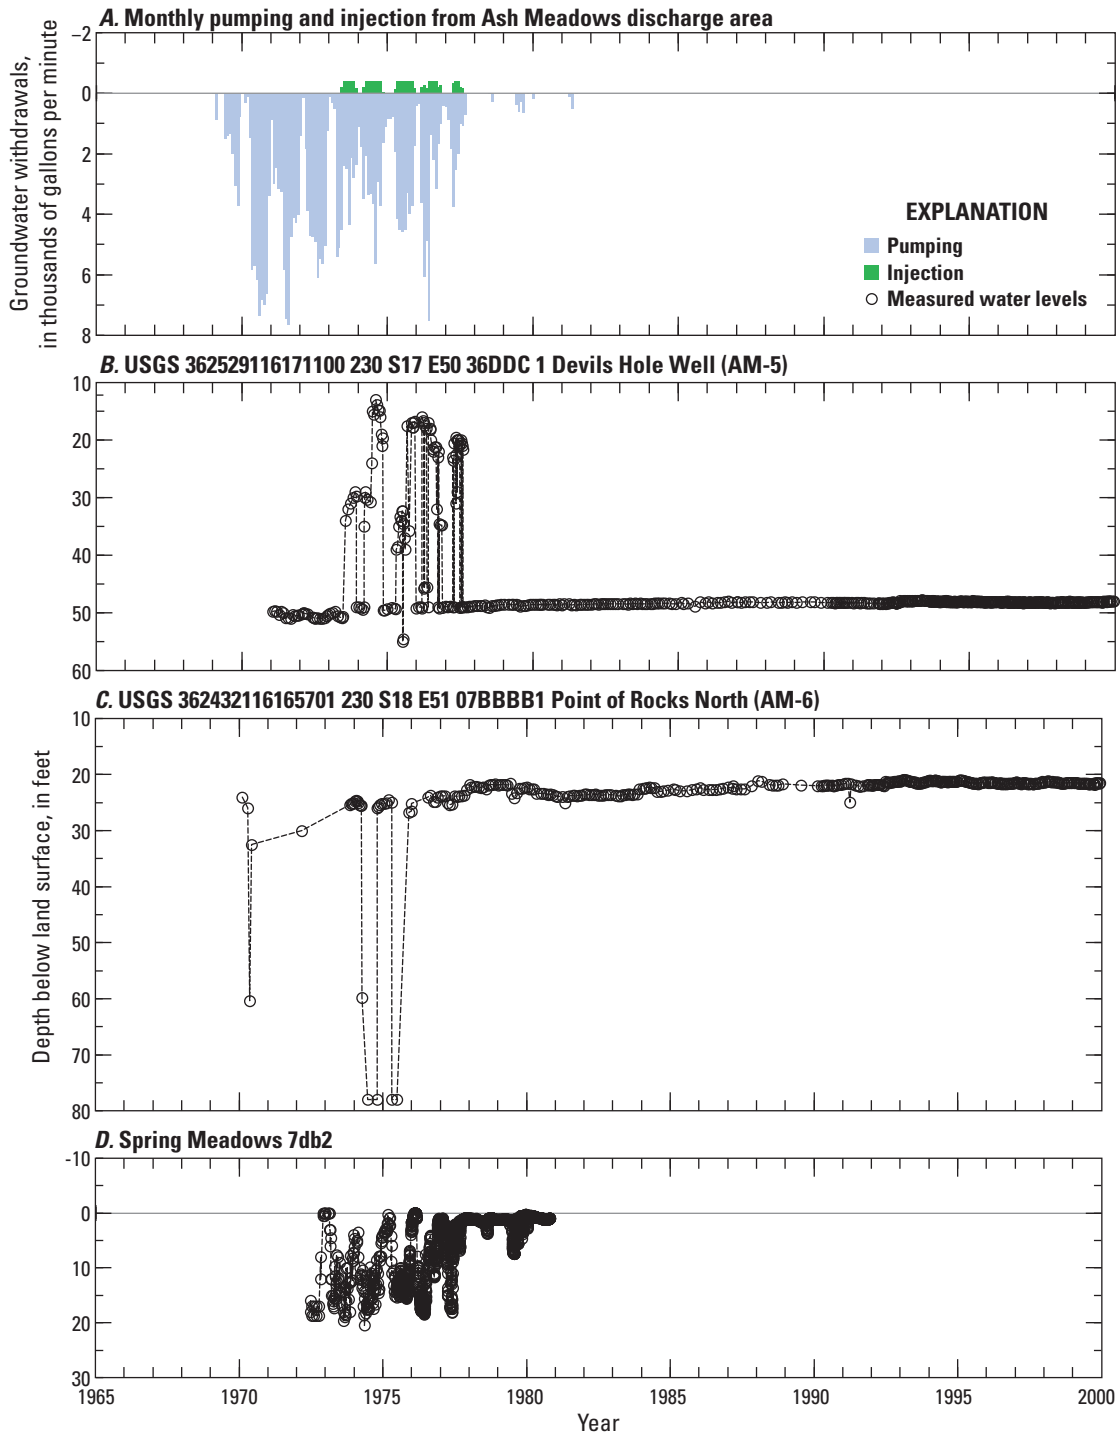 A. Monthly pumping and injection from Ash Meadows discharge area
Groundwater withdrawals,
in thousands of gallons per minute
–2
0
2
4
6
8
EXPLANATION
Pumping
Injection
Measured water levels
B. USGS 362529116171100 230 S17 E50 36DDC 1 Devils Hole Well (AM-5)
10
20
30
40
50
60
C. USGS 362432116165701 230 S18 E51 07BBBB1 Point of Rocks North (AM-6)
Depth below land surface, in feet
10
20
30
40
50
60
70
80
D. Spring Meadows 7db2
-10
0
10
20
30
1965 1970 1975 1980 1985 1990 1995 2000
Year